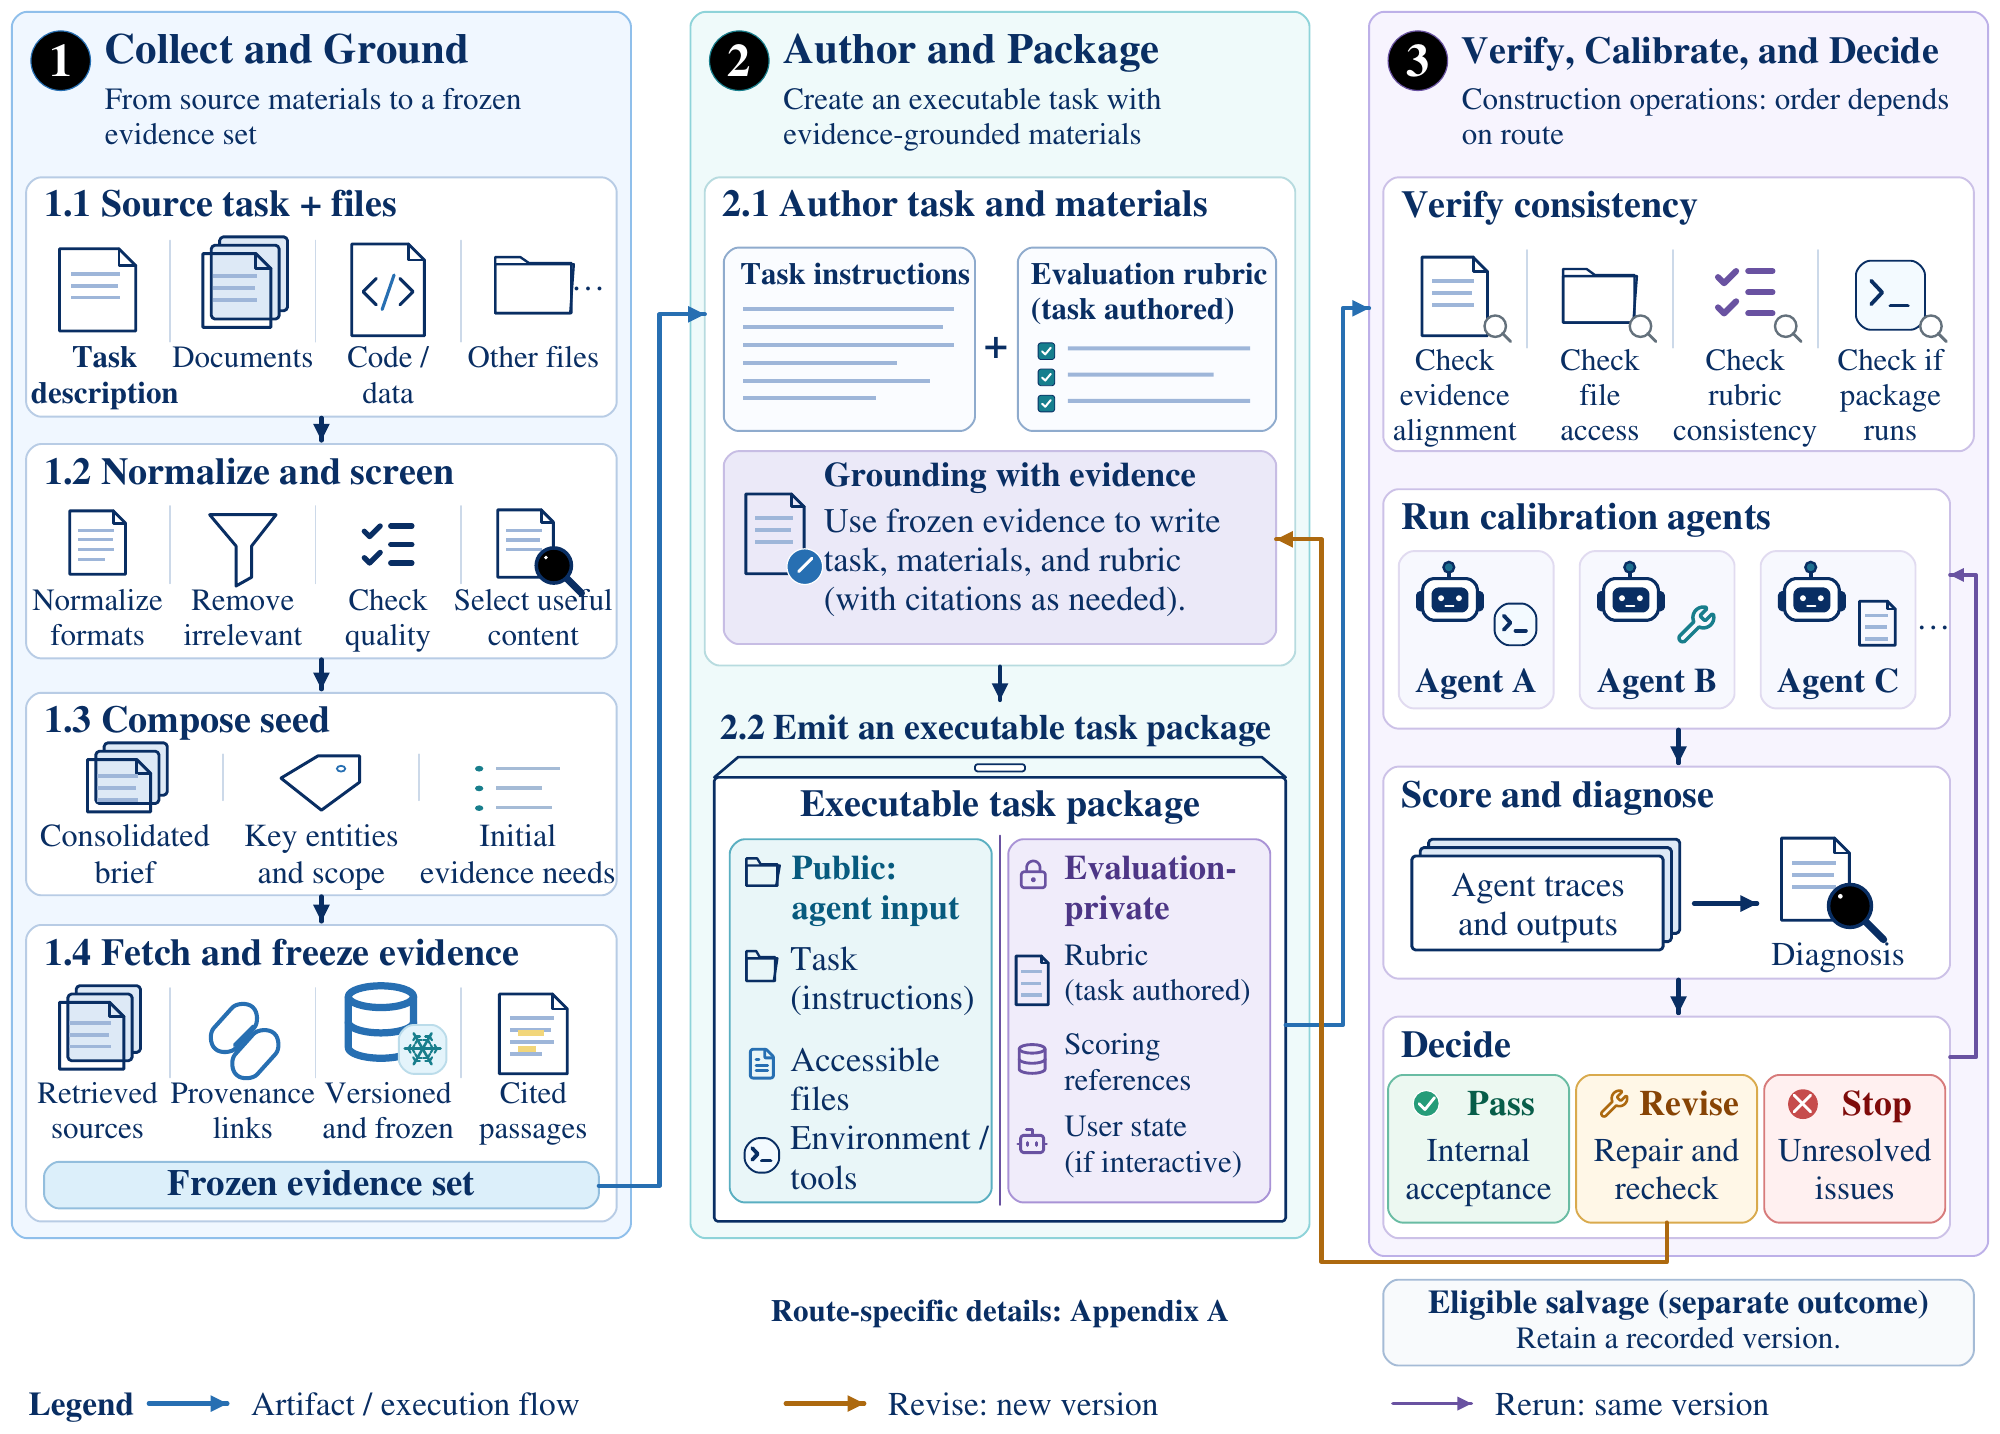 1 Collect and Ground
From source materials to a frozen
evidence set
1.1 Source task + files
Task
description
Documents
Code /
data
...
Other files
1.2 Normalize and screen
Normalize
formats
Remove
irrelevant
Check
quality
Select useful
content
1.3 Compose seed
Consolidated
brief
Key entities
and scope
Initial
evidence needs
1.4 Fetch and freeze evidence
Retrieved
sources
Provenance
links
Versioned
and frozen
Cited
passages
Frozen evidence set
2 Author and Package
Create an executable task with
evidence-grounded materials
2.1 Author task and materials
Task instructions
+
Evaluation rubric
(task authored)
Grounding with evidence
Use frozen evidence to write
task, materials, and rubric
(with citations as needed).
2.2 Emit an executable task package
Executable task package
Public:
agent input
Task
(instructions)
Accessible
files
Environment /
tools
Evaluation-
private
Rubric
(task authored)
Scoring
references
User state
(if interactive)
3 Verify, Calibrate, and Decide
Construction operations: order depends
on route
Verify consistency
Check
evidence
alignment
Check
file
access
Check
rubric
consistency
Check if
package
runs
Run calibration agents
Agent A
Agent B
Agent C
...
Score and diagnose
Agent traces
and outputs
Diagnosis
Decide
Pass
Internal
acceptance
Revise
Repair and
recheck
Stop
Unresolved
issues
Route-specific details: Appendix A
Eligible salvage (separate outcome)
Retain a recorded version.
Legend
Artifact / execution flow
Revise: new version
Rerun: same version